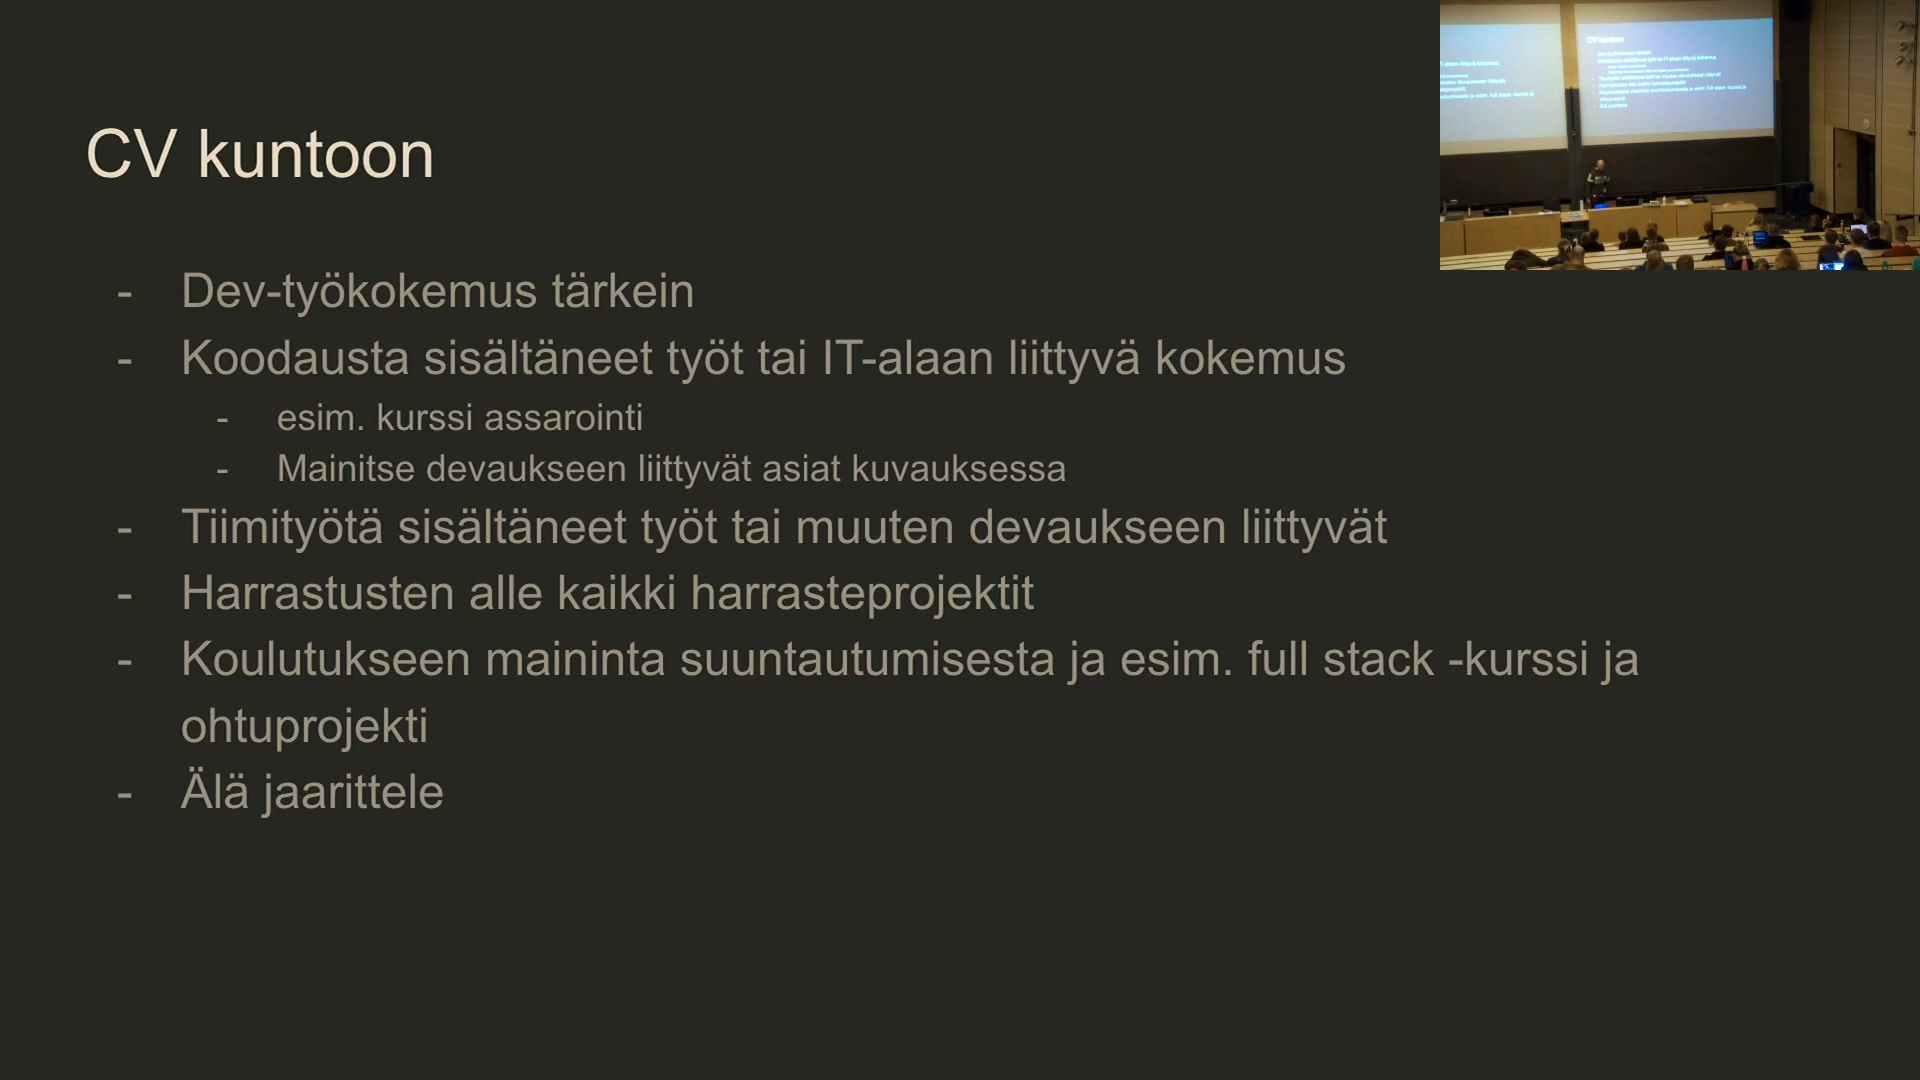 CV kuntoon
- Dev-työkokemus tärkein
- Koodausta sisältäneet työt tai IT-alaan liittyvä kokemus
- esim. kurssi assarointi
- Mainitse devaukseen liittyvät asiat kuvauksessa
- Tiimityötä sisältäneet työt tai muuten devaukseen liittyvät
- Harrastusten alle kaikki harrasteprojektit
- Koulutukseen maininta suuntautumisesta ja esim. full stack -kurssi ja
ohtuprojekti
- Älä jaarittele
CV kuntoon